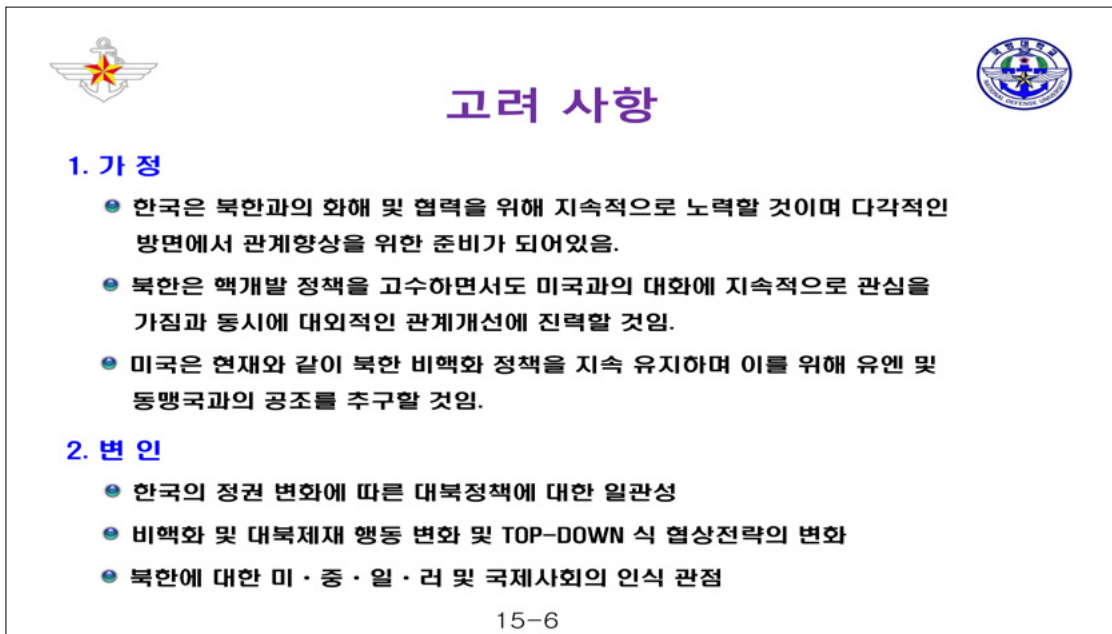 국방대학교
NATIONAL DEFENSE UNIVERSITY
고려 사항
1. 가 정
한국은 북한과의 화해 및 협력을 위해 지속적으로 노력할 것이며 다각적인
방면에서 관계향상을 위한 준비가 되어있음.
북한은 핵개발 정책을 고수하면서도 미국과의 대화에 지속적으로 관심을
가짐과 동시에 대외적인 관계개선에 진력할 것임.
미국은 현재와 같이 북한 비핵화 정책을 지속 유지하며 이를 위해 유엔 및
동맹국과의 공조를 추구할 것임.
2. 변 인
한국의 정권 변화에 따른 대북정책에 대한 일관성
비핵화 및 대북제재 행동 변화 및 TOP-DOWN 식 협상전략의 변화
북한에 대한 미·중·일·러 및 국제사회의 인식 관점
15-6